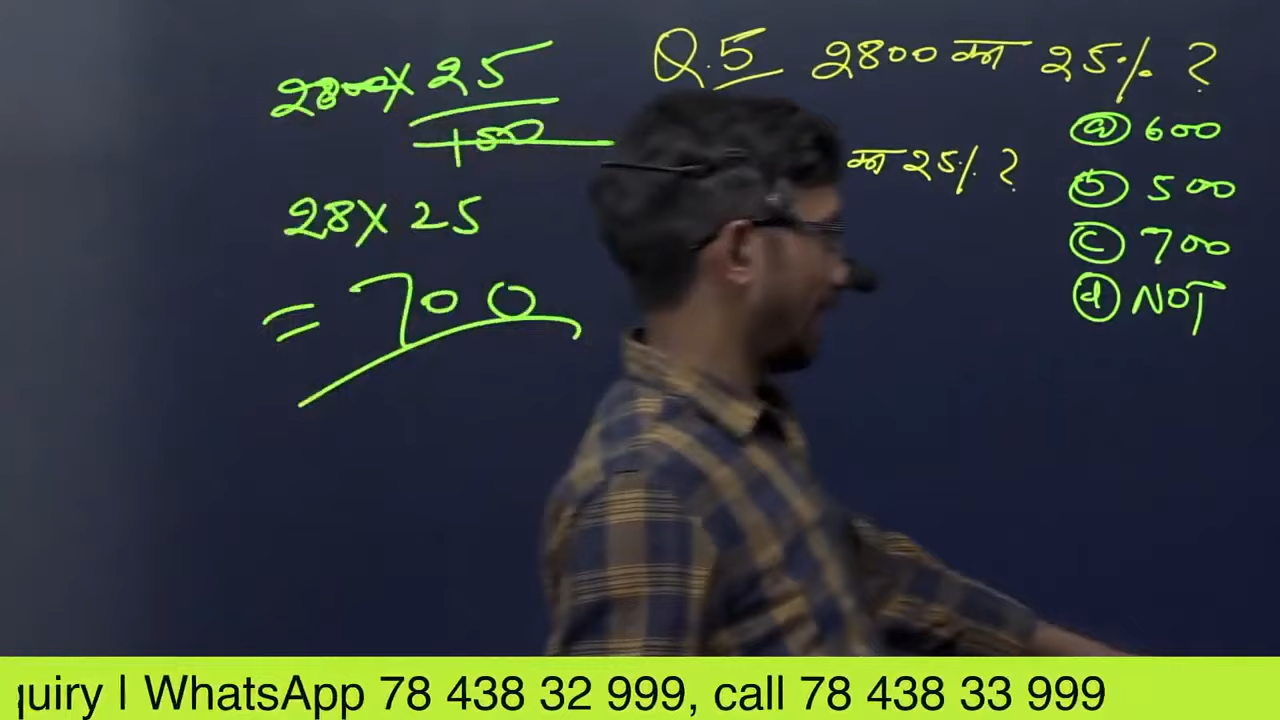 2800 × 25
100
28 × 25
= 700
Q.5 2800 का 25% ?
का 25% ?
(a) 600
(b) 500
(c) 700
(d) NOT
quiry | WhatsApp 78 438 32 999, call 78 438 33 999